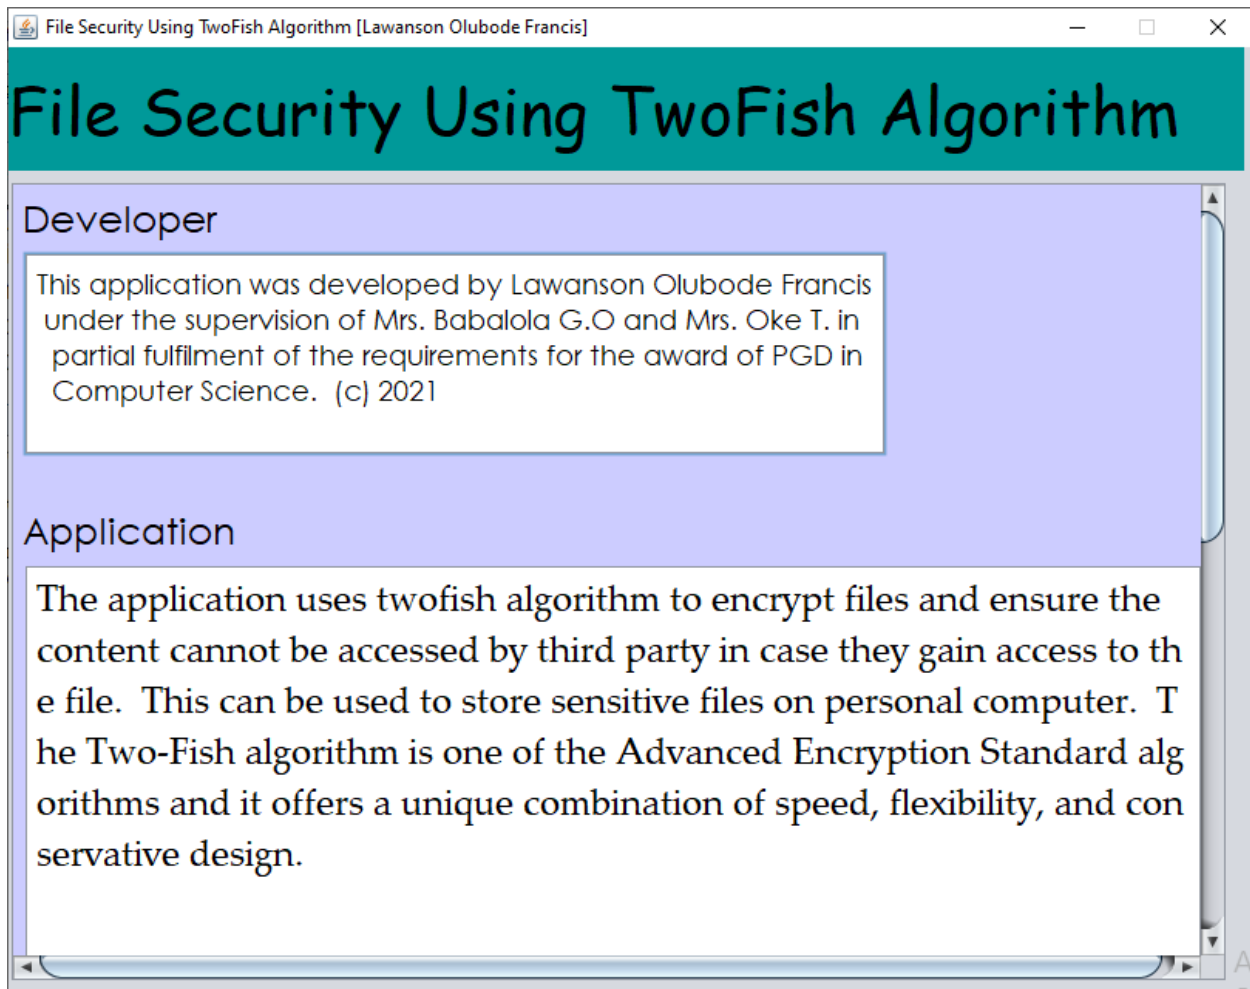 File Security Using TwoFish Algorithm [Lawanson Olubode Francis]
File Security Using TwoFish Algorithm
Developer
This application was developed by Lawanson Olubode Francis
under the supervision of Mrs. Babalola G.O and Mrs. Oke T. in
partial fulfilment of the requirements for the award of PGD in
Computer Science.  (c) 2021
Application
The application uses twofish algorithm to encrypt files and ensure the
content cannot be accessed by third party in case they gain access to th
e file.  This can be used to store sensitive files on personal computer.  T
he Two-Fish algorithm is one of the Advanced Encryption Standard alg
orithms and it offers a unique combination of speed, flexibility, and con
servative design.